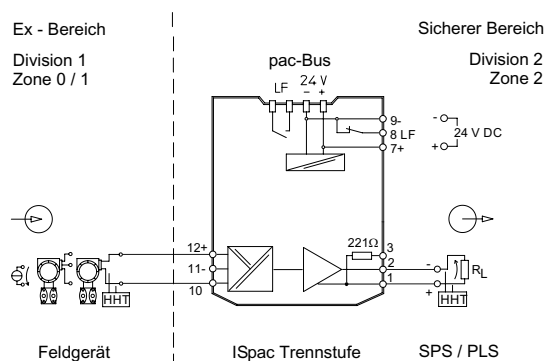 Ex - Bereich
Sicherer Bereich
Division 1
Zone 0 / 1
pac-Bus
Division 2
Zone 2
LF
24 V
- +
9-
8 LF
7+
-
24 V DC
+
221Ω
12+
11-
10
3
2
1
-
+
RL
HHT
HHT
Feldgerät
ISpac Trennstufe
SPS / PLS